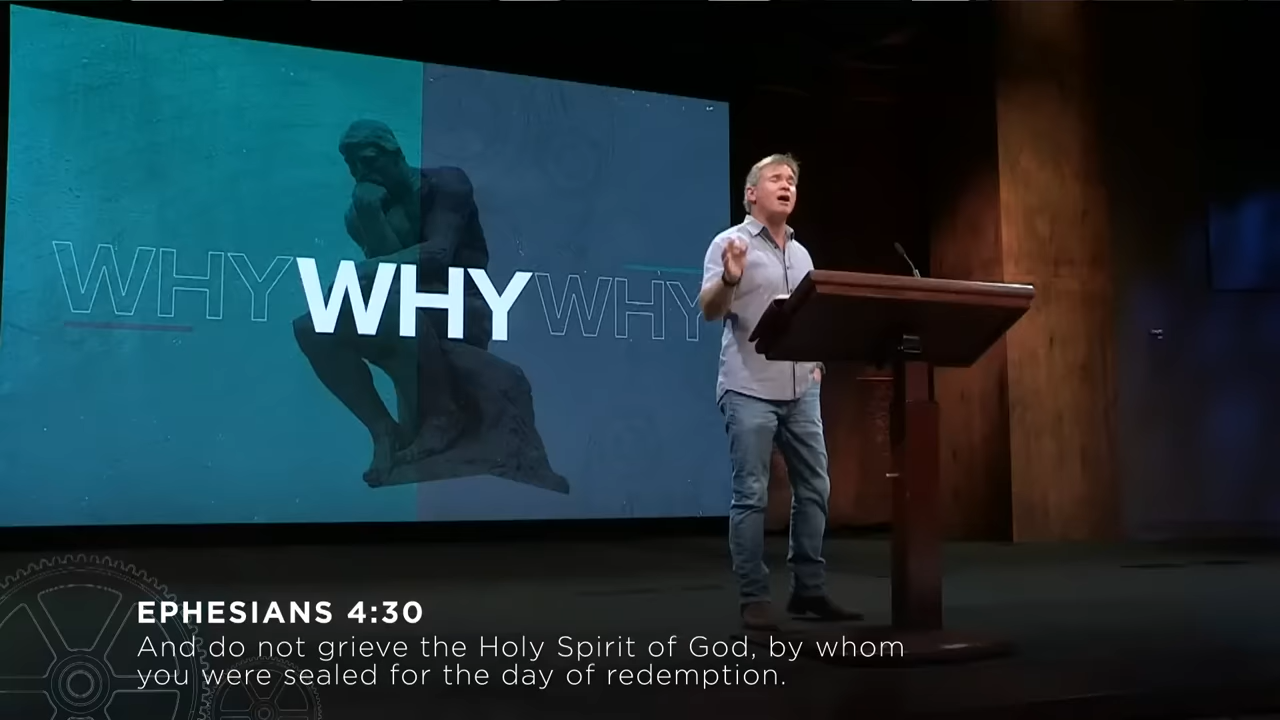 WHY WHY WHY
EPHESIANS 4:30
And do not grieve the Holy Spirit of God, by whom
you were sealed for the day of redemption.